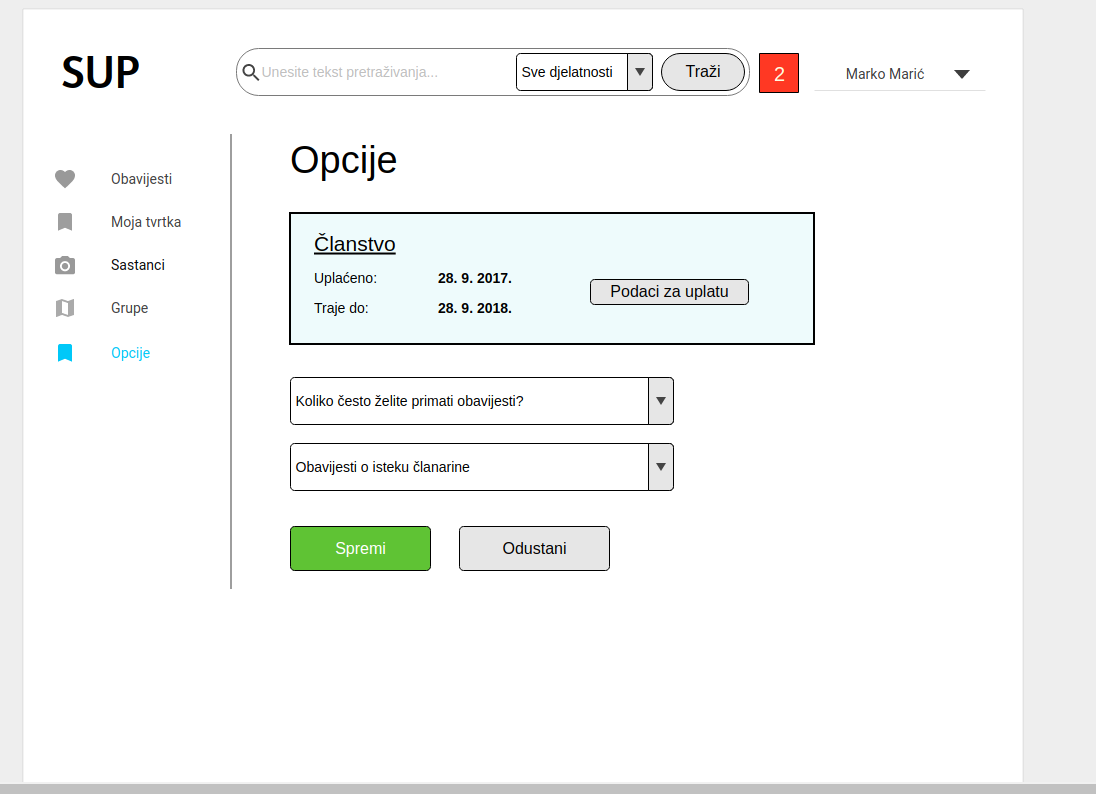 SUP
Unesite tekst pretraživanja...
Sve djelatnosti
Traži
2
Marko Marić
Obavijesti
Moja tvrtka
Sastanci
Grupe
Opcije
Opcije
Članstvo
Uplaćeno: 28. 9. 2017.
Traje do: 28. 9. 2018.
Podaci za uplatu
Koliko često želite primati obavijesti?
Obavijesti o isteku članarine
Spremi
Odustani